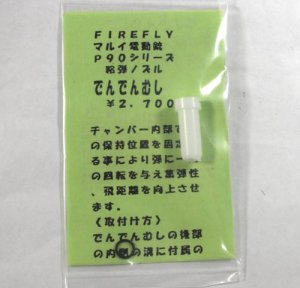 FIREFLY
マルイ電動銃
P90シリーズ
給弾ノズル
でんでんむし
¥2,700
チャンバー内部で
の保持位置を固定
る事により弾に一
の回転を与え集弾性
、飛距離を向上させ
ます。
〈取付け方〉
でんでんむしの後部
の内側の溝に付属の